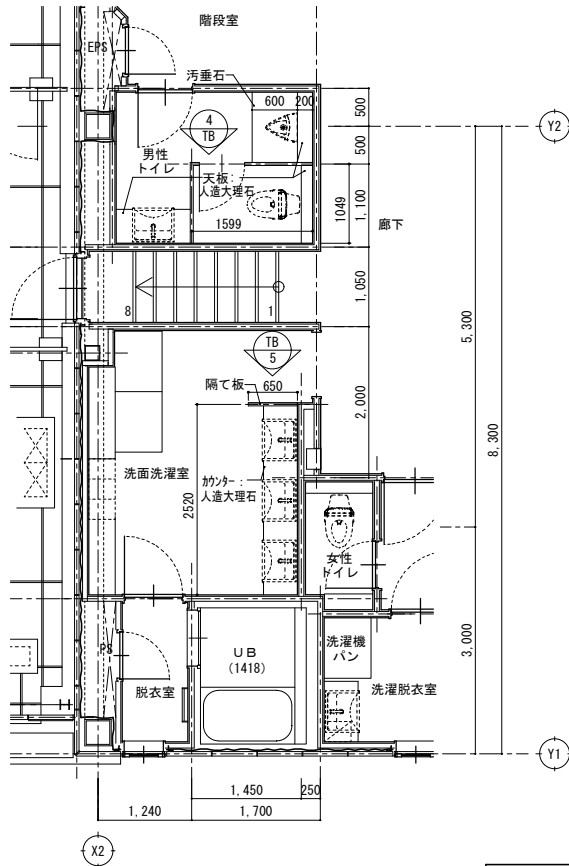 階段室
EPS
汚垂石
600 200
500
4
TB
Y2
男性
トイレ
500
天板：
人造大理石
1049
1,100
廊下
1599
8
1
1,050
5,300
TB
5
隔て板
650
2,000
8,300
洗面洗濯室
カウンター：
人造大理石
2520
女性
トイレ
PS
UB
(1418)
洗濯機
パン
3,000
脱衣室
洗濯脱衣室
Y1
1,450 250
1,240
1,700
X2